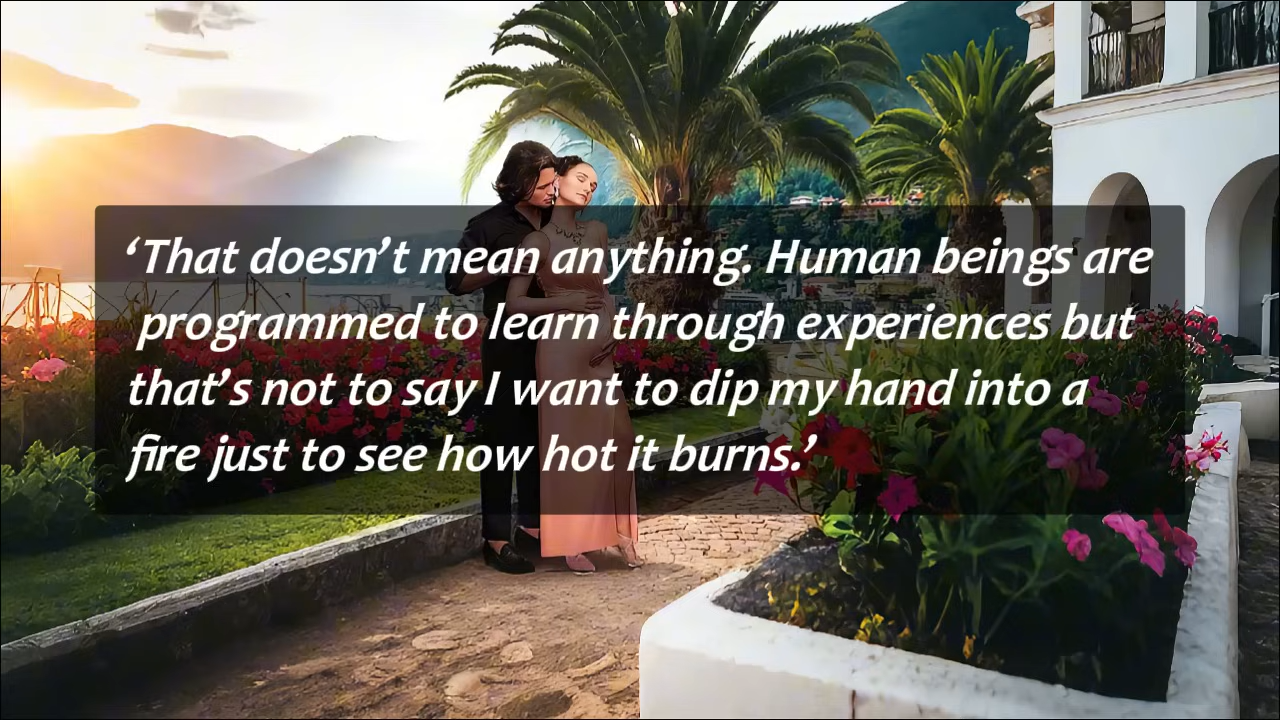 ‘That doesn’t mean anything. Human beings are
programmed to learn through experiences but
that’s not to say I want to dip my hand into a
fire just to see how hot it burns.’